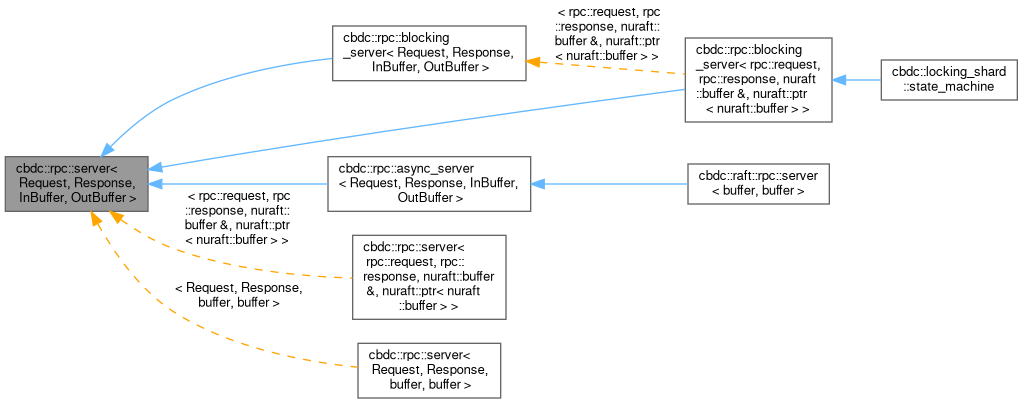 cbdc::rpc::blocking
_server< Request, Response,
InBuffer, OutBuffer >
< rpc::request, rpc
::response, nuraft::
buffer &, nuraft::ptr
< nuraft::buffer > >
cbdc::rpc::blocking
_server< rpc::request,
rpc::response, nuraft
::buffer &, nuraft::ptr
< nuraft::buffer > >
cbdc::locking_shard
::state_machine
cbdc::rpc::server<
Request, Response,
InBuffer, OutBuffer >
cbdc::rpc::async_server
< Request, Response, InBuffer,
OutBuffer >
cbdc::raft::rpc::server
< buffer, buffer >
< rpc::request, rpc
::response, nuraft::
buffer &, nuraft::ptr
< nuraft::buffer > >
cbdc::rpc::server<
rpc::request, rpc::
response, nuraft::buffer
&, nuraft::ptr< nuraft
::buffer > >
< Request, Response,
buffer, buffer >
cbdc::rpc::server<
Request, Response,
buffer, buffer >